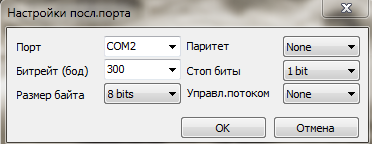 Настройки посл.порта
Порт COM2 Паритет None
Битрейт (бод) 300 Стоп биты 1 bit
Размер байта 8 bits Управл.потоком None
OK Отмена